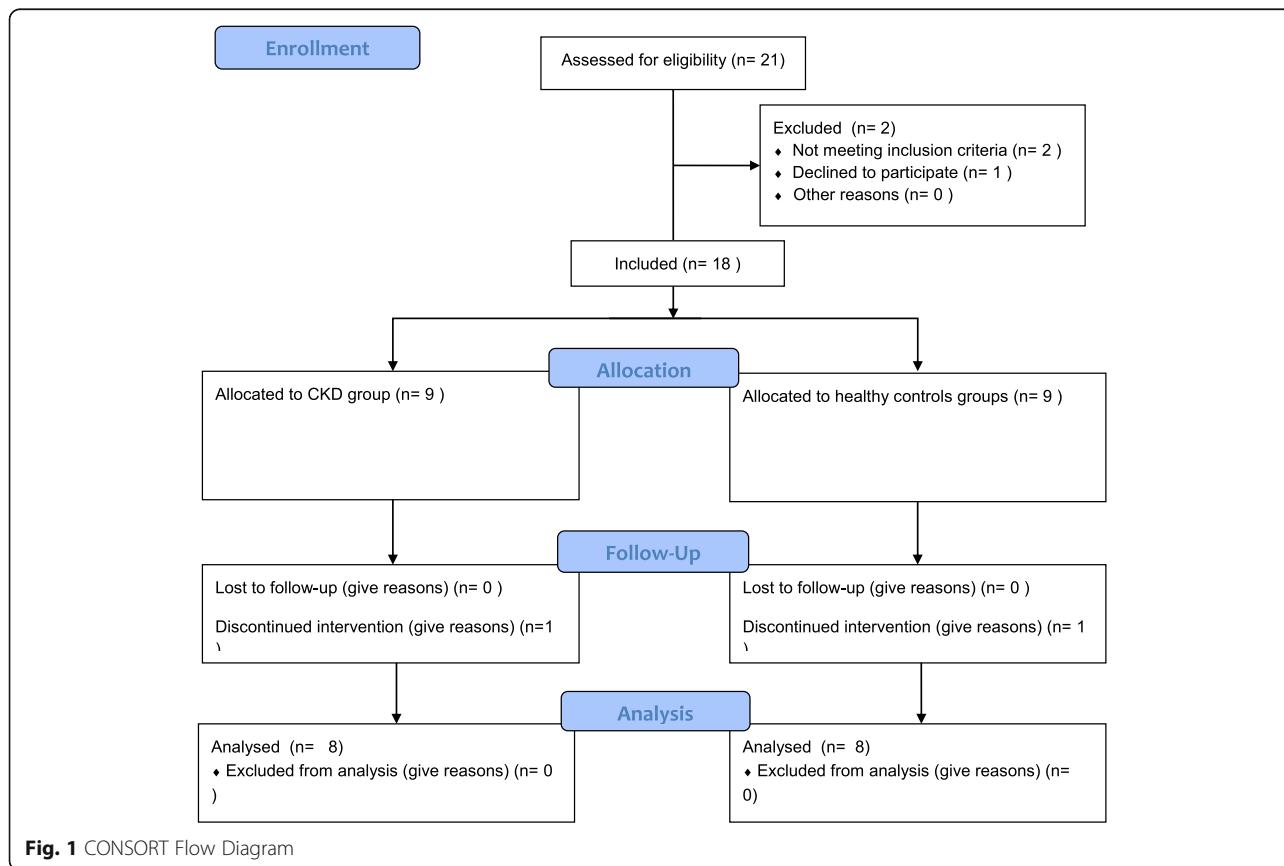 Enrollment
Assessed for eligibility (n= 21)
Excluded (n= 2)
♦ Not meeting inclusion criteria (n= 2 )
♦ Declined to participate (n= 1 )
♦ Other reasons (n= 0 )
Included (n= 18 )
Allocation
Allocated to CKD group (n= 9 )
Allocated to healthy controls groups (n= 9 )
Follow-Up
Lost to follow-up (give reasons) (n= 0 )
Discontinued intervention (give reasons) (n=1
)
Lost to follow-up (give reasons) (n= 0 )
Discontinued intervention (give reasons) (n= 1
)
Analysis
Analysed (n= 8)
♦ Excluded from analysis (give reasons) (n= 0
)
Analysed (n= 8)
♦ Excluded from analysis (give reasons) (n=
0)
Fig. 1 CONSORT Flow Diagram